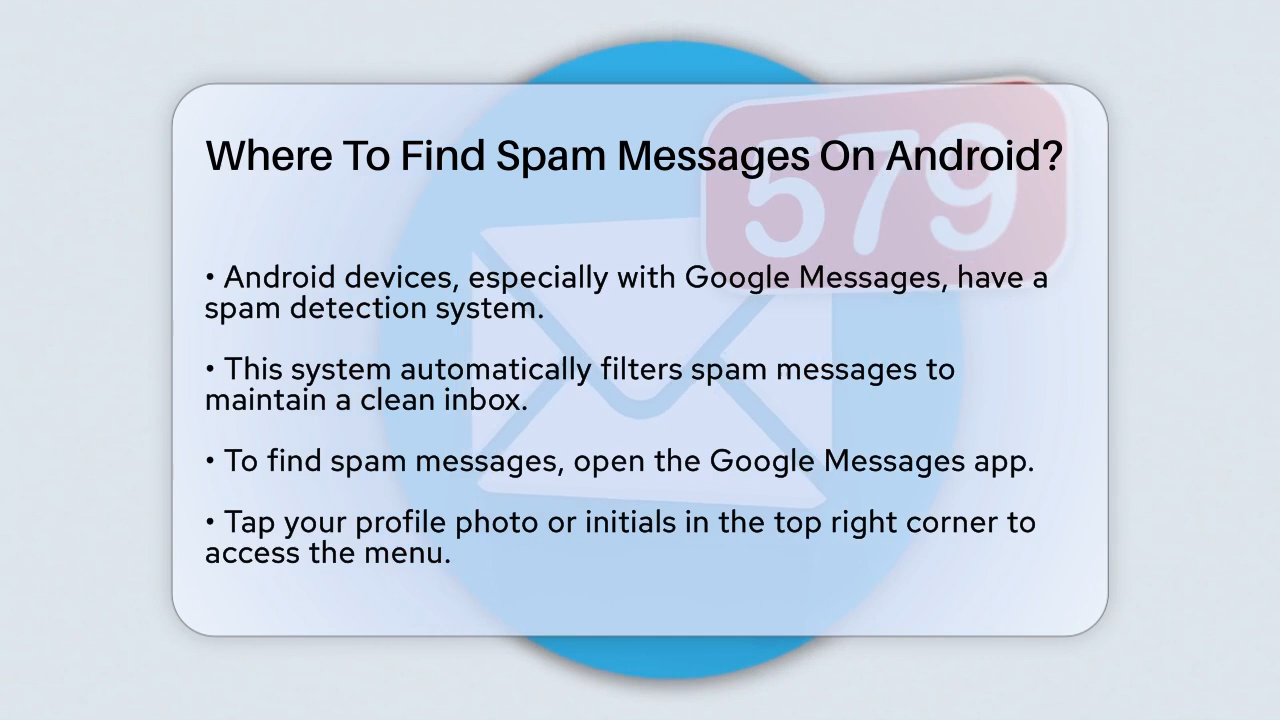 Where To Find Spam Messages On Android?
579
• Android devices, especially with Google Messages, have a
spam detection system.
• This system automatically filters spam messages to
maintain a clean inbox.
• To find spam messages, open the Google Messages app.
• Tap your profile photo or initials in the top right corner to
access the menu.